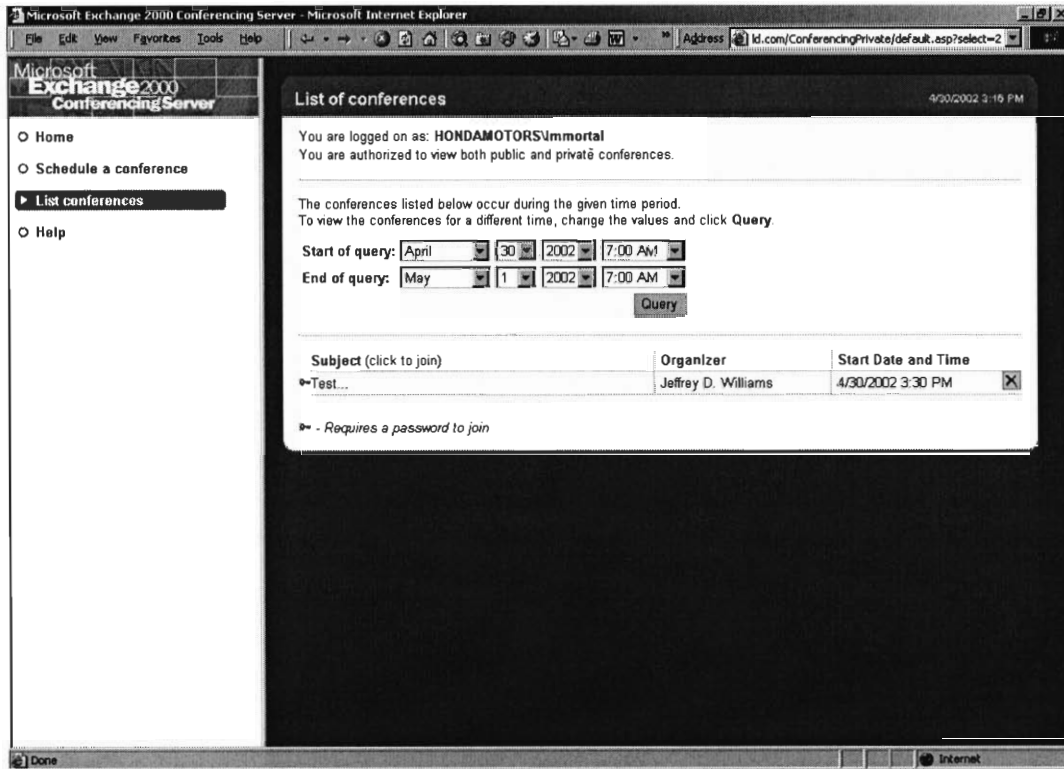 Microsoft Exchange 2000 Conferencing Server - Microsoft Internet Explorer
File Edit View Favorites Tools Help
Address ld.com/ConferencingPrivate/default.asp?select=2
Microsoft
Exchange2000
Conferencing Server
Home
Schedule a conference
List conferences
Help
List of conferences
4/30/2002 3:15 PM
You are logged on as: HONDAMOTORS\Immortal
You are authorized to view both public and private conferences.
The conferences listed below occur during the given time period.
To view the conferences for a different time, change the values and click Query.
Start of query: April 30 2002 7:00 AM
End of query: May 1 2002 7:00 AM
Query
Subject (click to join) Organizer Start Date and Time
Test... Jeffrey D. Williams 4/30/2002 3:30 PM
- Requires a password to join
Done
Internet